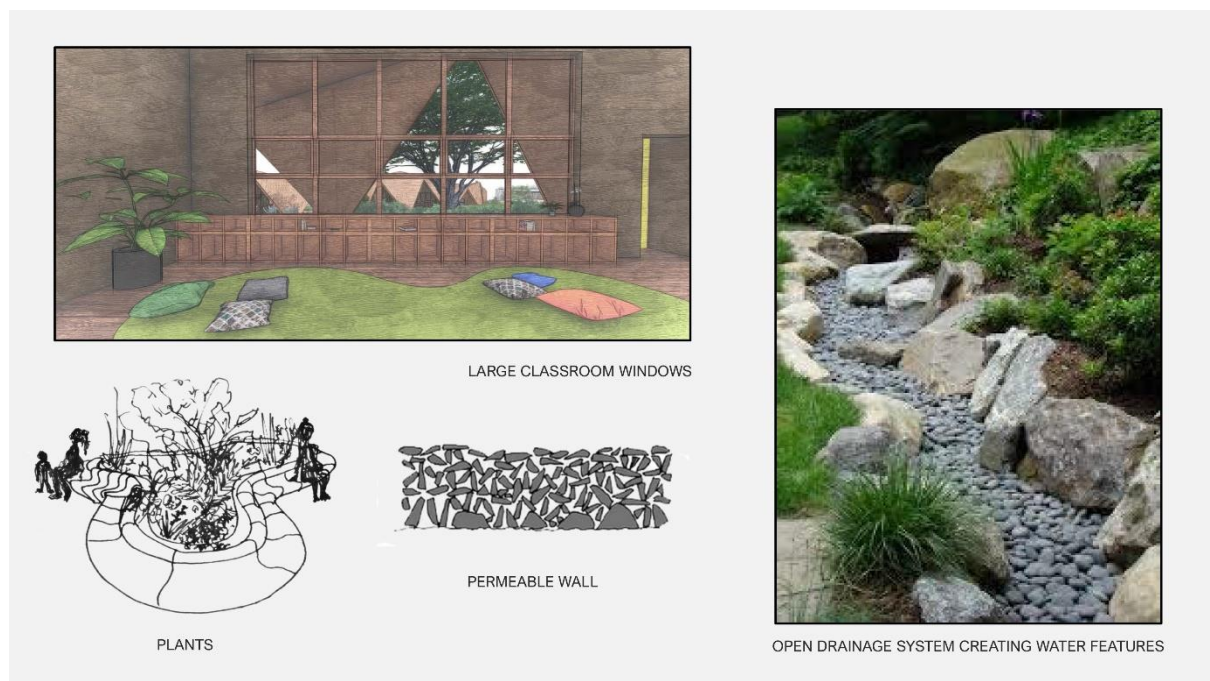 LARGE CLASSROOM WINDOWS
PERMEABLE WALL
PLANTS
OPEN DRAINAGE SYSTEM CREATING WATER FEATURES